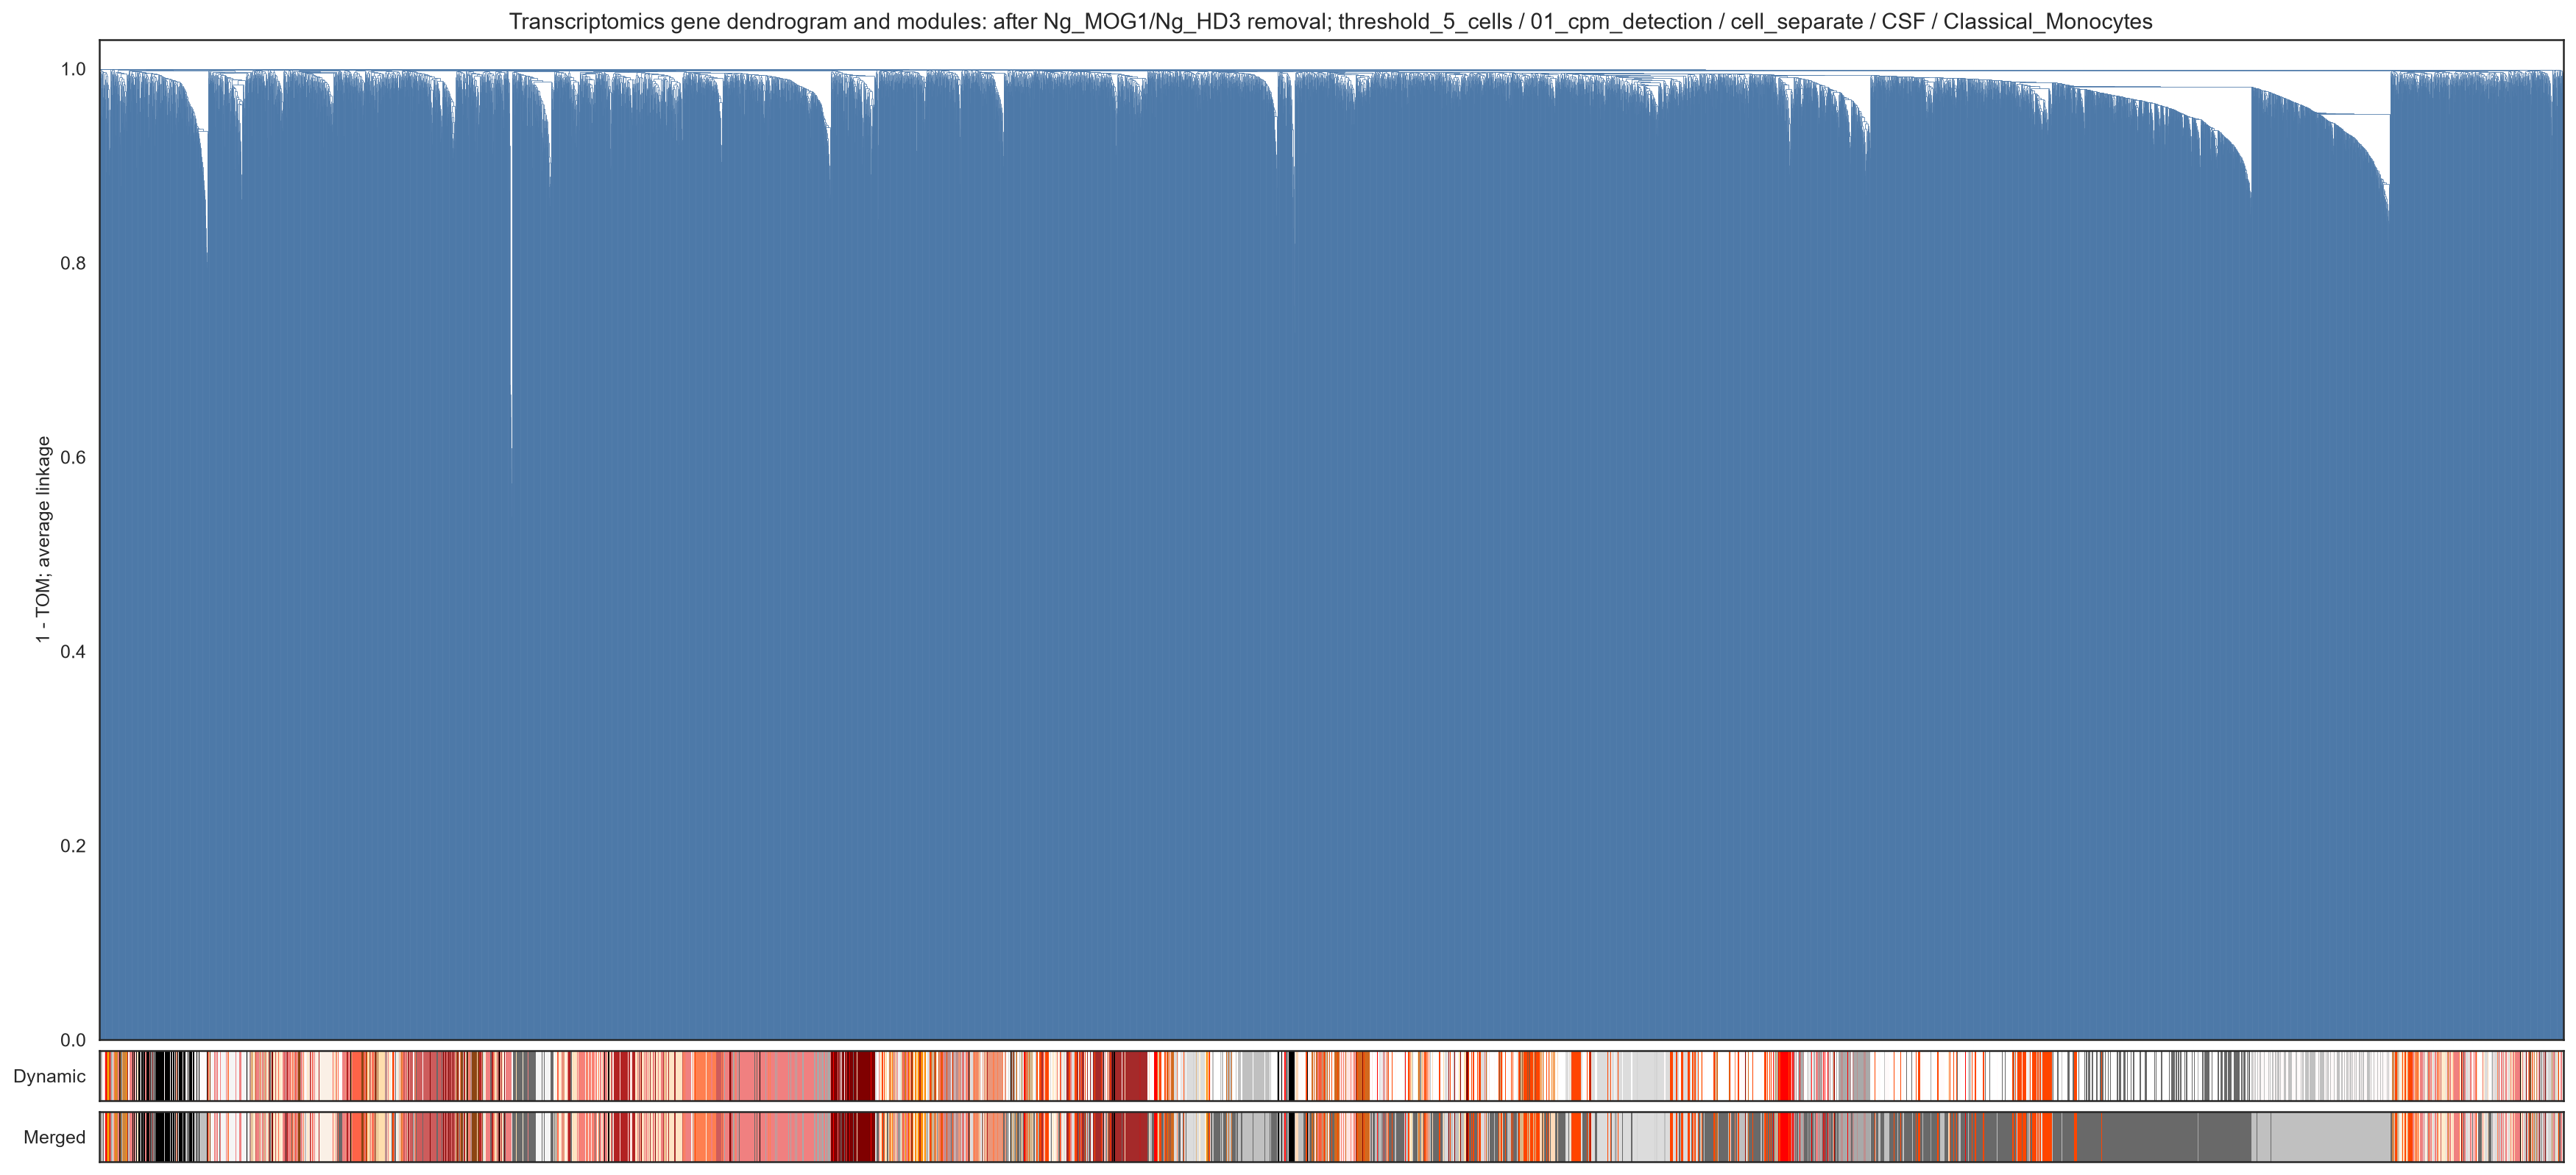 Transcriptomics gene dendrogram and modules: after Ng_MOG1/Ng_HD3 removal; threshold_5_cells / 01_cpm_detection / cell_separate / CSF / Classical_Monocytes
1.0
0.8
0.6
0.4
0.2
0.0
1 - TOM; average linkage
Dynamic
Merged